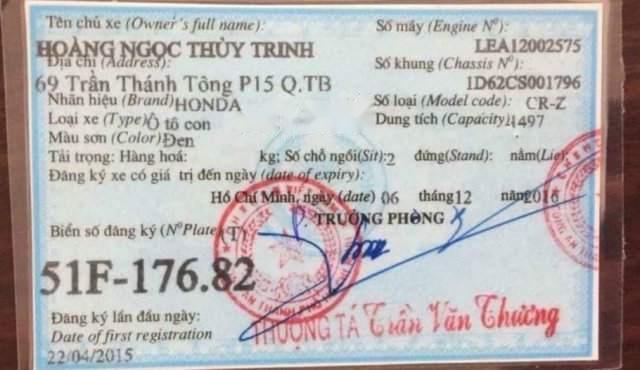 Tên chủ xe (Owner's full name): Số máy (Engine Nº):
HOÀNG NGỌC THÙY TRINH LEA12002575
Địa chỉ (Address): Số khung (Chassis Nº):
69 Trần Thánh Tông P15 Q.TB 1D62CS001796
Nhãn hiệu (Brand) HONDA Số loại (Model code): CR-Z
Loại xe (Type) Ô tô con Dung tích (Capacity) 1497
Màu sơn (Color) Đen
Tải trọng: Hàng hoá: kg; Số chỗ ngồi(Sit): 2 đứng(Stand): nằm(Lie):
Đăng ký xe có giá trị đến ngày (date of expiry):
Hồ Chí Minh, ngày (date) 06 tháng 12 năm 2016
TRƯỞNG PHÒNG
Biển số đăng ký (NºPlate) (T)
51F-176.82
Đăng ký lần đầu ngày: THƯỢNG TÁ Trần Văn Thương
Date of first registration
22/04/2015